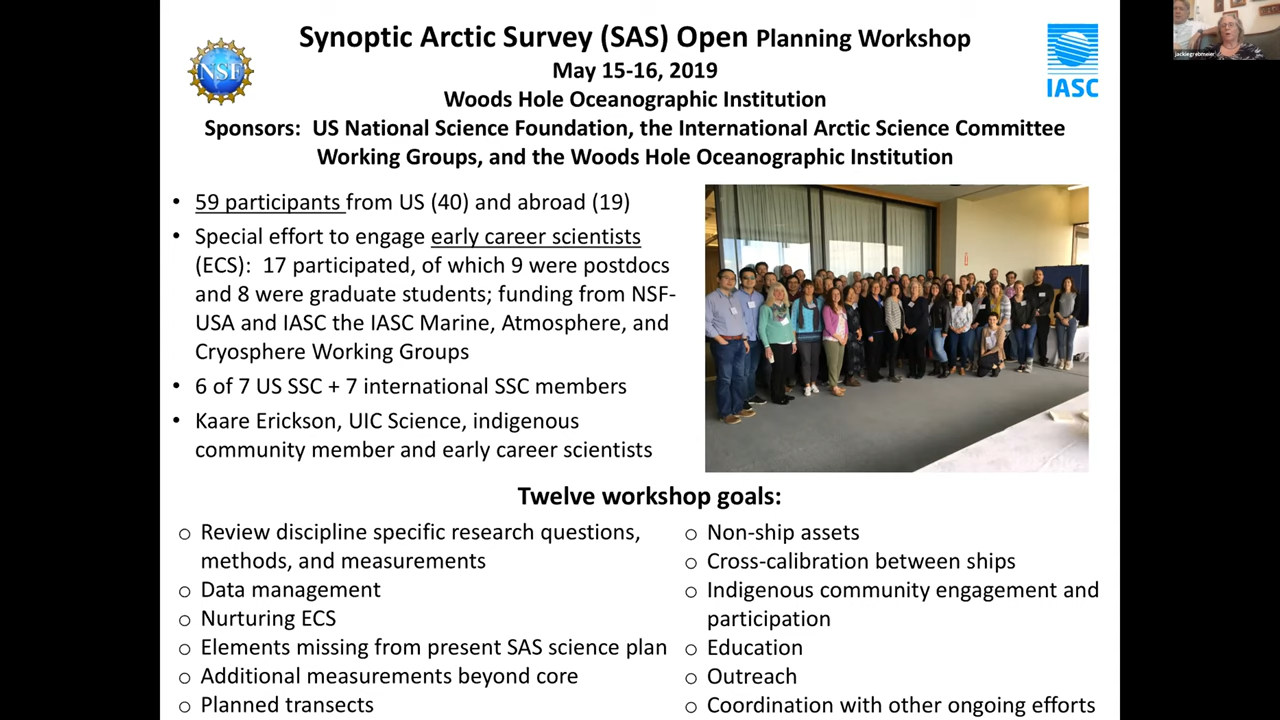 Synoptic Arctic Survey (SAS) Open Planning Workshop
May 15-16, 2019
Woods Hole Oceanographic Institution
Sponsors: US National Science Foundation, the International Arctic Science Committee
Working Groups, and the Woods Hole Oceanographic Institution
NSF
IASC
jackiegrebmeier
• 59 participants from US (40) and abroad (19)
• Special effort to engage early career scientists
(ECS): 17 participated, of which 9 were postdocs
and 8 were graduate students; funding from NSF-
USA and IASC the IASC Marine, Atmosphere, and
Cryosphere Working Groups
• 6 of 7 US SSC + 7 international SSC members
• Kaare Erickson, UIC Science, indigenous
community member and early career scientists
Twelve workshop goals:
o Review discipline specific research questions,
methods, and measurements
o Data management
o Nurturing ECS
o Elements missing from present SAS science plan
o Additional measurements beyond core
o Planned transects
o Non-ship assets
o Cross-calibration between ships
o Indigenous community engagement and
participation
o Education
o Outreach
o Coordination with other ongoing efforts